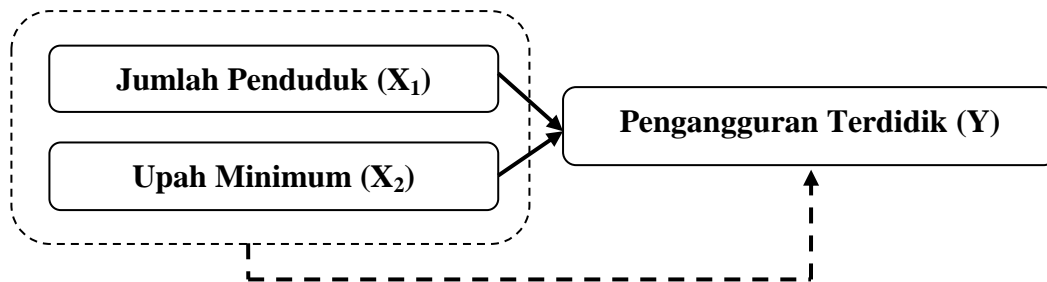 Jumlah Penduduk (X₁)
Pengangguran Terdidik (Y)
Upah Minimum (X₂)